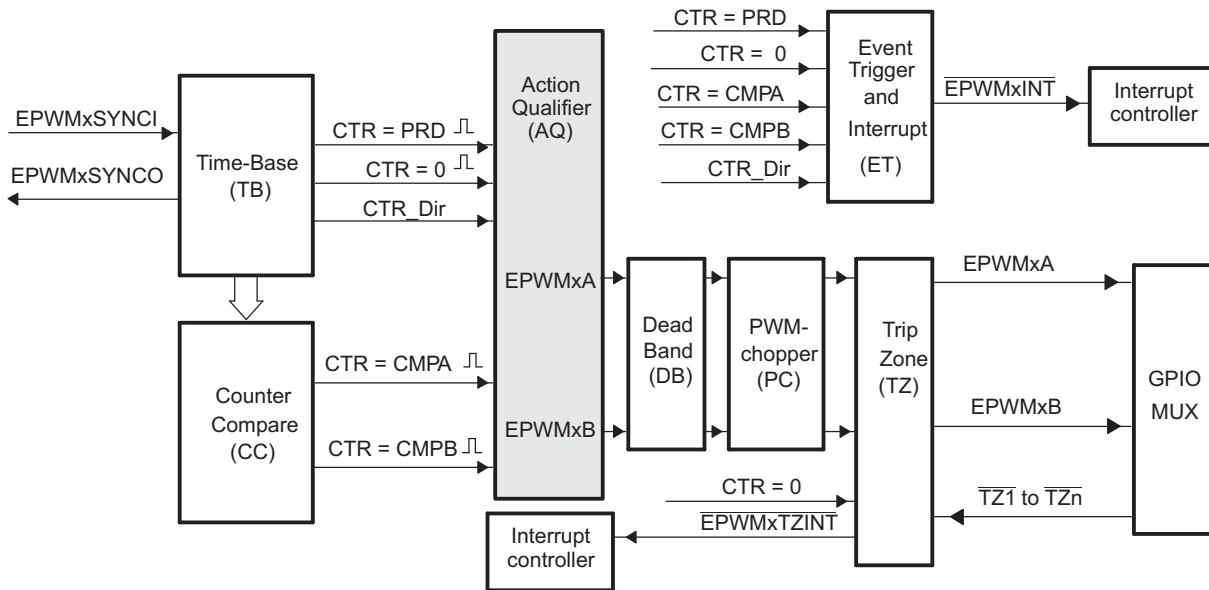 EPWMxSYNCI
EPWMxSYNCO
Time-Base
(TB)
CTR = PRD
CTR = 0
CTR_Dir
Counter
Compare
(CC)
CTR = CMPA
CTR = CMPB
Action
Qualifier
(AQ)
EPWMxA
EPWMxB
CTR = PRD
CTR = 0
CTR = CMPA
CTR = CMPB
CTR_Dir
Event
Trigger
and
Interrupt
(ET)
EPWMxINT
Interrupt
controller
Dead
Band
(DB)
PWM-
chopper
(PC)
Trip
Zone
(TZ)
EPWMxA
EPWMxB
TZ1 to TZn
GPIO
MUX
CTR = 0
EPWMxTZINT
Interrupt
controller